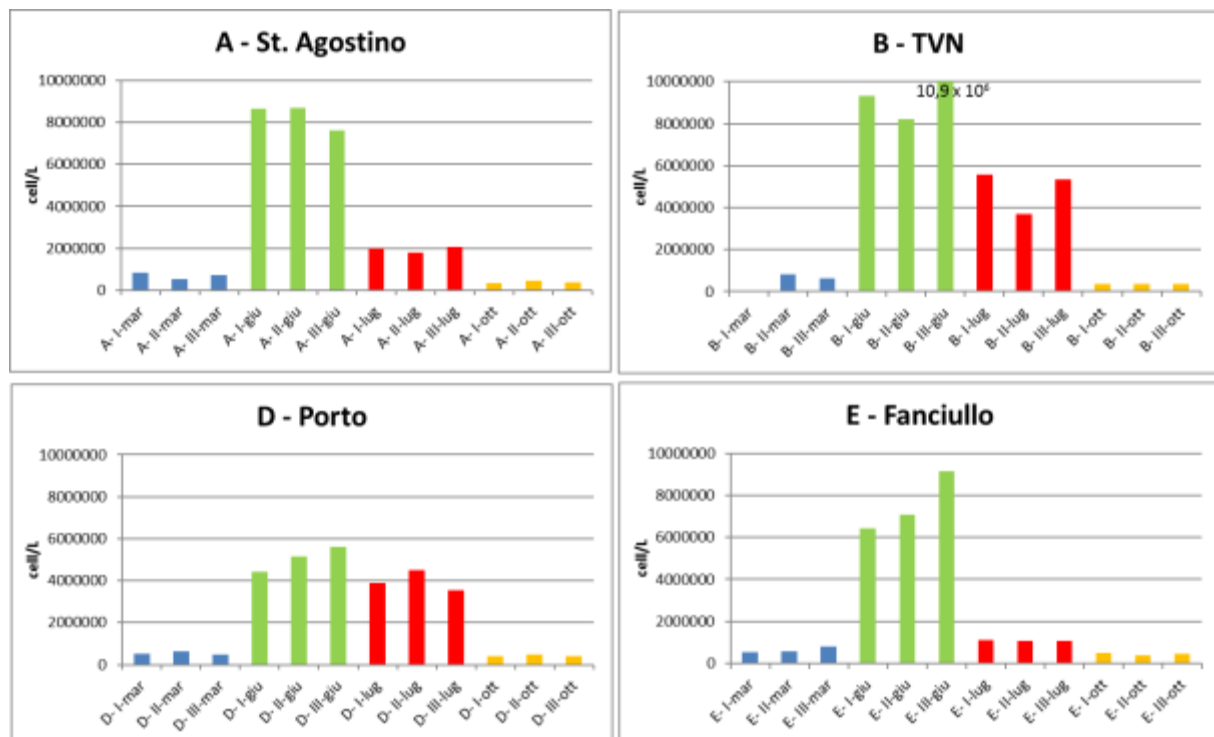 A - St. Agostino
10000000
8000000
6000000
4000000
2000000
0
cell/L
A- I-mar
A- II-mar
A- III-mar
A- I-giu
A- II-giu
A- III-giu
A- I-lug
A- II-lug
A- III-lug
A- I-ott
A- II-ott
A- III-ott
B - TVN
10,9 x 10⁶
10000000
8000000
6000000
4000000
2000000
0
cell/L
B- I-mar
B- II-mar
B- III-mar
B- I-giu
B- II-giu
B- III-giu
B- I-lug
B- II-lug
B- III-lug
B- I-ott
B- II-ott
B- III-ott
D - Porto
10000000
8000000
6000000
4000000
2000000
0
cell/L
D- I-mar
D- II-mar
D- III-mar
D- I-giu
D- II-giu
D- III-giu
D- I-lug
D- II-lug
D- III-lug
D- I-ott
D- II-ott
D- III-ott
E - Fanciullo
10000000
8000000
6000000
4000000
2000000
0
cell/L
E- I-mar
E- II-mar
E- III-mar
E- I-giu
E- II-giu
E- III-giu
E- I-lug
E- II-lug
E- III-lug
E- I-ott
E- II-ott
E- III-ott